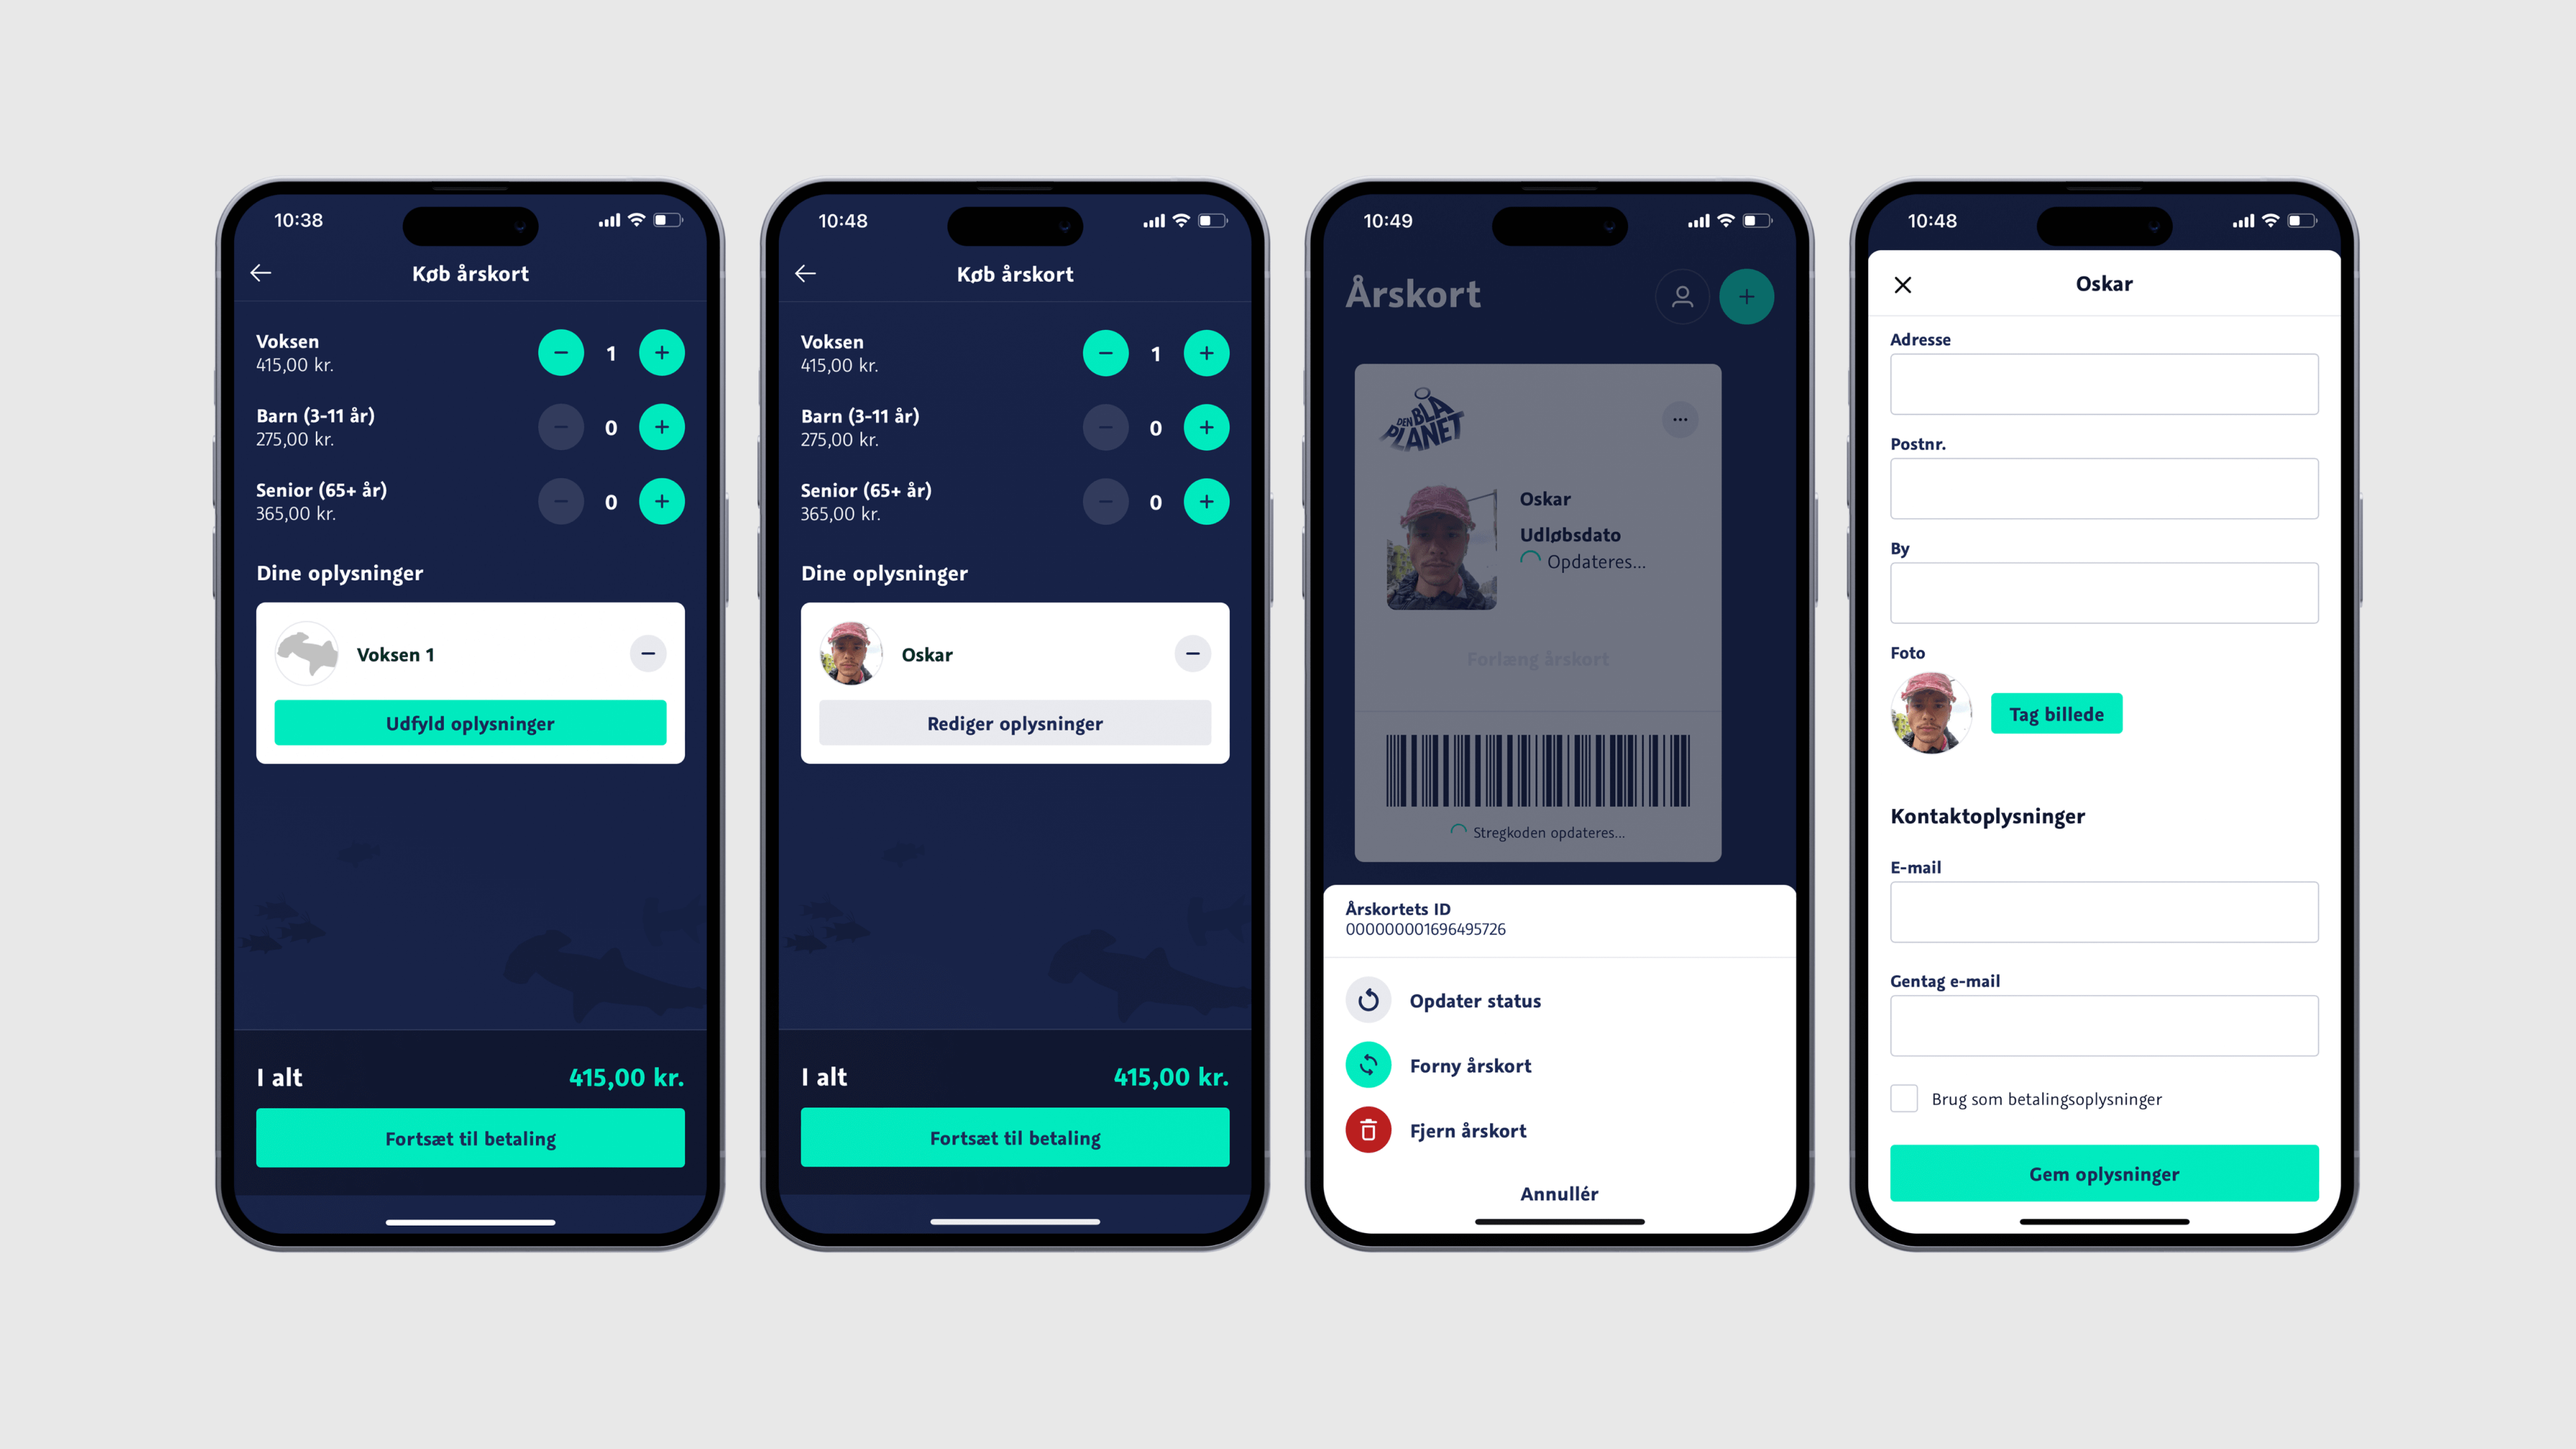 10:38
Køb årskort
Voksen
415,00 kr.
1
Barn (3-11 år)
275,00 kr.
0
Senior (65+ år)
365,00 kr.
0
Dine oplysninger
Voksen 1
Udfyld oplysninger
I alt
415,00 kr.
Fortsæt til betaling
10:48
Køb årskort
Voksen
415,00 kr.
1
Barn (3-11 år)
275,00 kr.
0
Senior (65+ år)
365,00 kr.
0
Dine oplysninger
Oskar
Rediger oplysninger
I alt
415,00 kr.
Fortsæt til betaling
10:49
Årskort
DEN BLÅ
PLANET
Oskar
Udløbsdato
Opdateres...
Forlæng årskort
Stregkoden opdateres...
Årskortets ID
000000001696495726
Opdater status
Forny årskort
Fjern årskort
Annullér
10:48
Oskar
Adresse
Postnr.
By
Foto
Tag billede
Kontaktoplysninger
E-mail
Gentag e-mail
Brug som betalingsoplysninger
Gem oplysninger